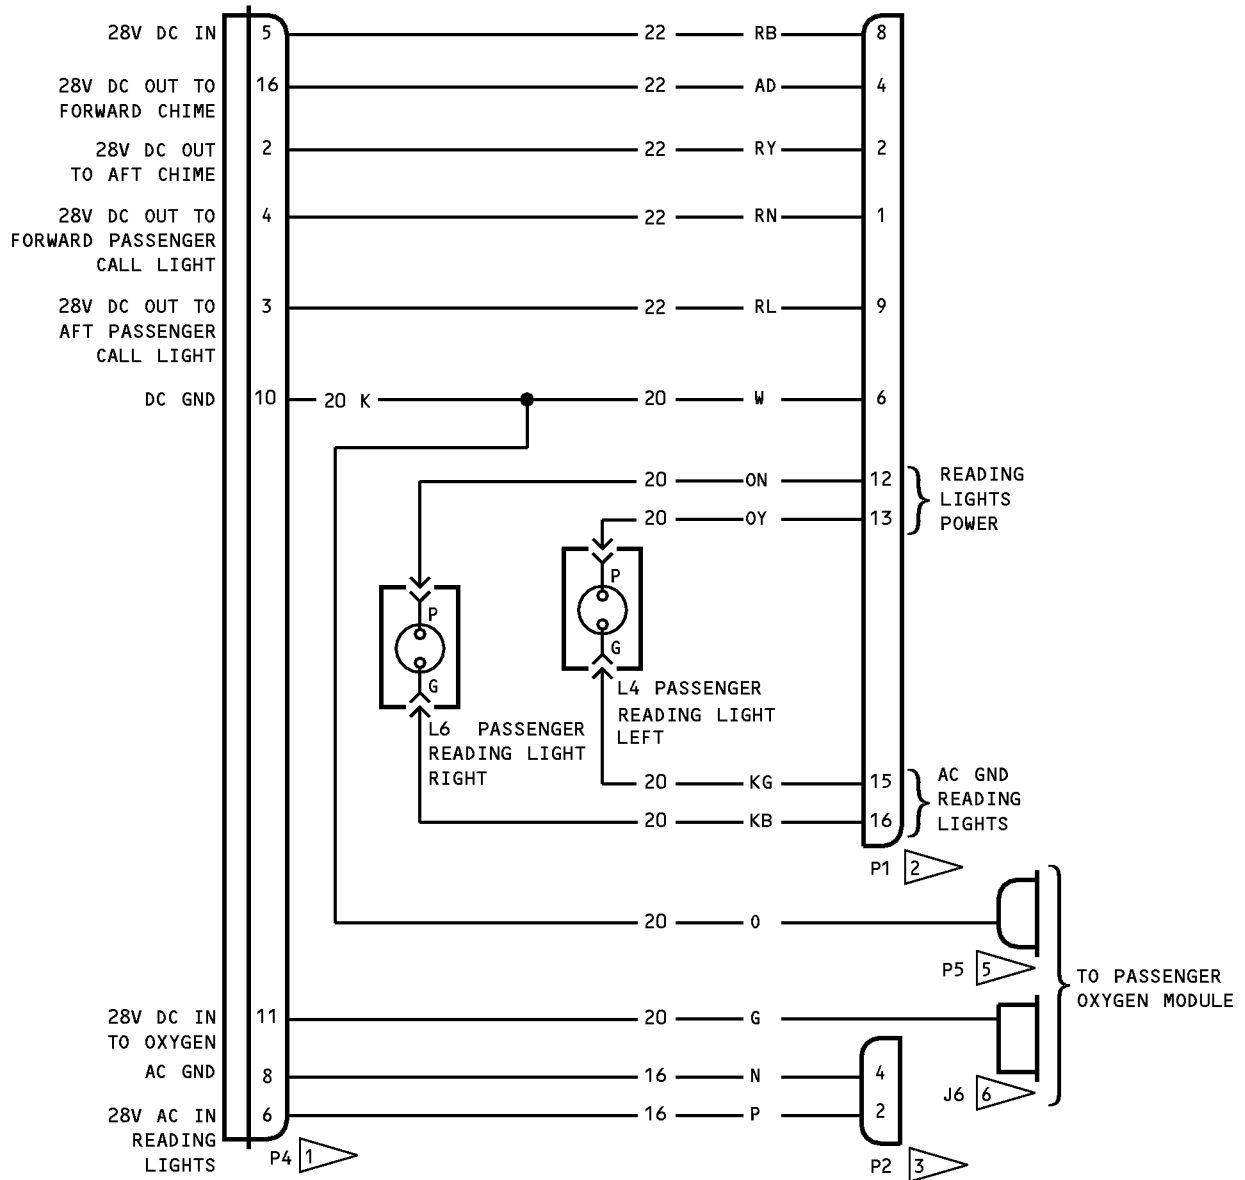 28V DC IN 5 22 RB 8
28V DC OUT TO 16 22 AD 4
FORWARD CHIME
28V DC OUT 2 22 RY 2
TO AFT CHIME
28V DC OUT TO 4 22 RN 1
FORWARD PASSENGER
CALL LIGHT
28V DC OUT TO 3 22 RL 9
AFT PASSENGER
CALL LIGHT
DC GND 10 20 K 20 W 6
20 ON 12 READING
LIGHTS
20 OY 13 POWER
P
P
G
G
L4 PASSENGER
READING LIGHT
LEFT
L6 PASSENGER
READING LIGHT
RIGHT
20 KG 15 AC GND
READING
20 KB 16 LIGHTS
P1 2
20 O
P5 5
TO PASSENGER
OXYGEN MODULE
28V DC IN 11 20 G
TO OXYGEN
AC GND 8 16 N 4
J6 6
28V AC IN 6 16 P 2
READING
LIGHTS
P4 1
P2 3